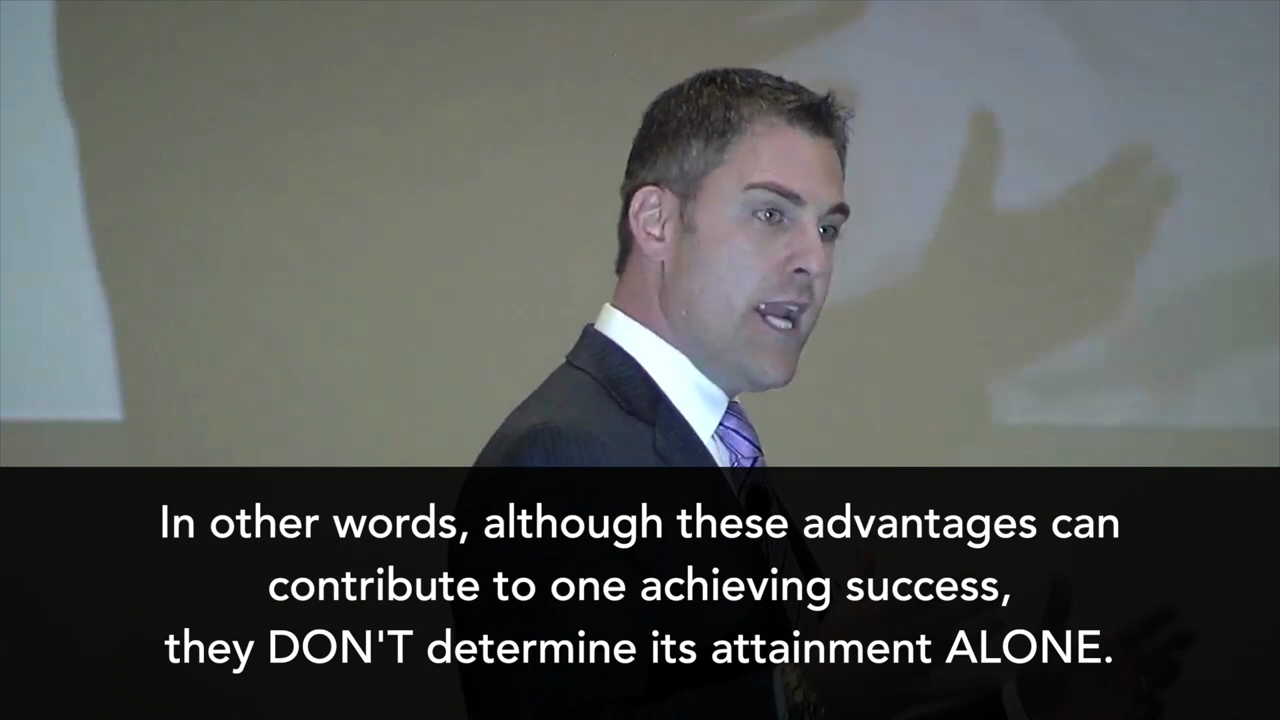 In other words, although these advantages can
contribute to one achieving success,
they DON'T determine its attainment ALONE.